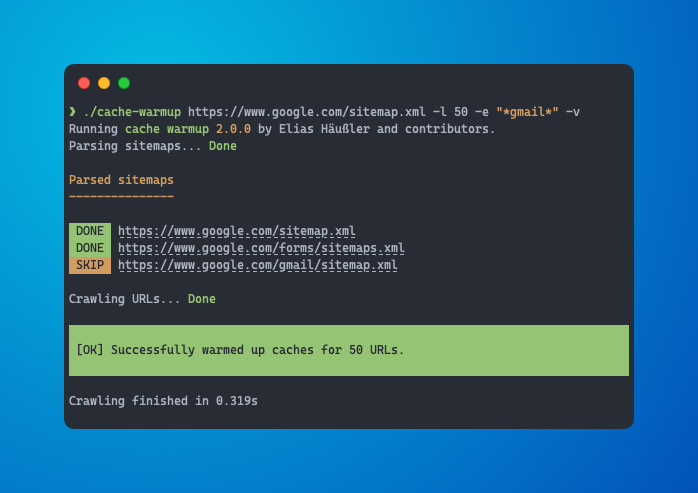 ❯ ./cache-warmup https://www.google.com/sitemap.xml -l 50 -e "*gmail*" -v
Running cache warmup 2.0.0 by Elias Häußler and contributors.
Parsing sitemaps... Done
Parsed sitemaps
---------------
DONE https://www.google.com/sitemap.xml
DONE https://www.google.com/forms/sitemaps.xml
SKIP https://www.google.com/gmail/sitemap.xml
Crawling URLs... Done
[OK] Successfully warmed up caches for 50 URLs.
Crawling finished in 0.319s